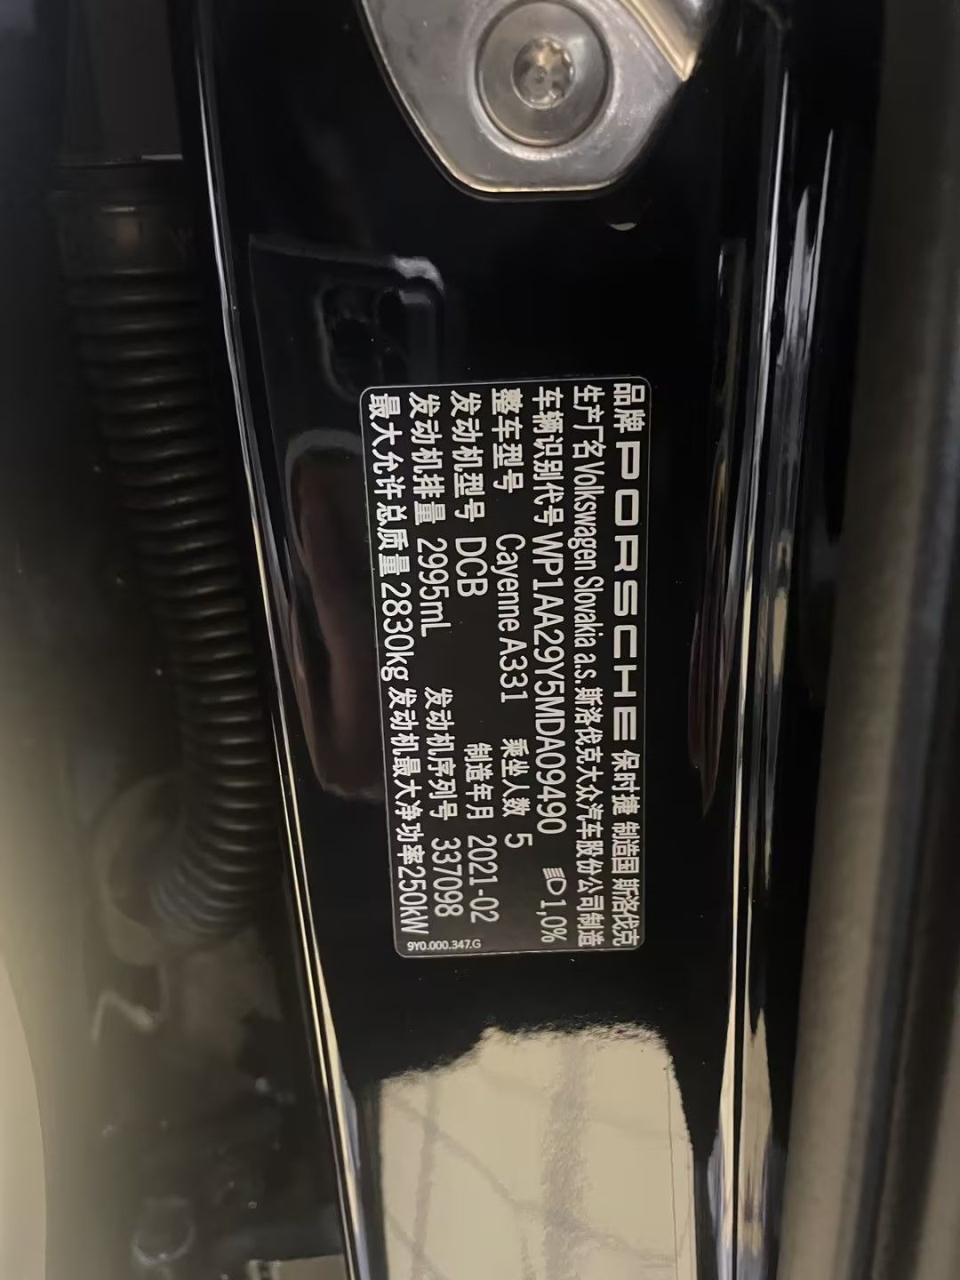 品牌 PORSCHE 保时捷 制造国 斯洛伐克
生产厂名 Volkswagen Slovakia a.s. 斯洛伐克大众汽车股份公司制造
车辆识别代号 WP1AA29Y5MDA09490 1,0%
整车型号 Cayenne A331 乘坐人数 5
发动机型号 DCB 制造年月 2021-02
发动机排量 2995mL 发动机序列号 337098
最大允许总质量 2830kg 发动机最大净功率 250kW
9Y0.000.347.G